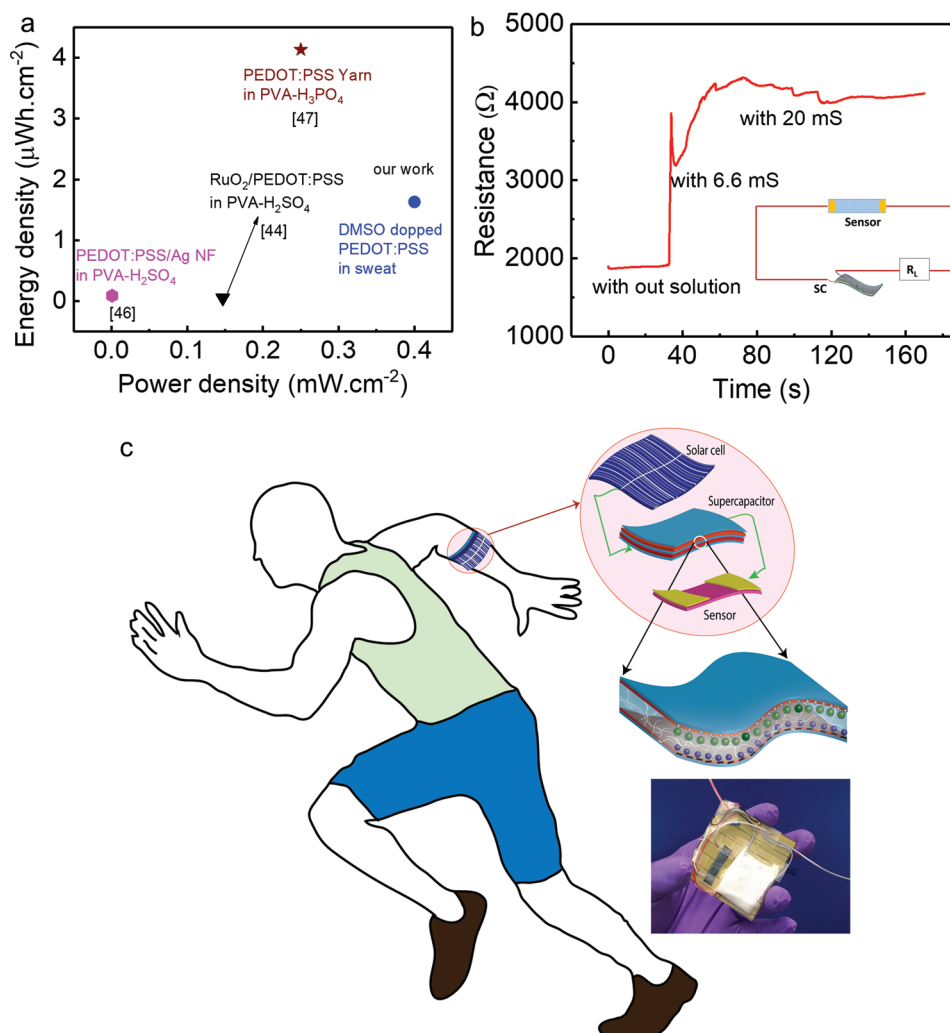 a
Energy density (μWh.cm⁻²)
4
3
2
1
0
0.0 0.1 0.2 0.3 0.4
Power density (mW.cm⁻²)
PEDOT:PSS Yarn
in PVA-H₃PO₄
[47]
RuO₂/PEDOT:PSS
in PVA-H₂SO₄
[44]
our work
DMSO dopped
PEDOT:PSS
in sweat
PEDOT:PSS/Ag NF
in PVA-H₂SO₄
[46]
b
Resistance (Ω)
5000
4000
3000
2000
1000
0 40 80 120 160
Time (s)
with 20 mS
with 6.6 mS
with out solution
Sensor
SC
R_L
c
Solar cell
Supercapacitor
Sensor